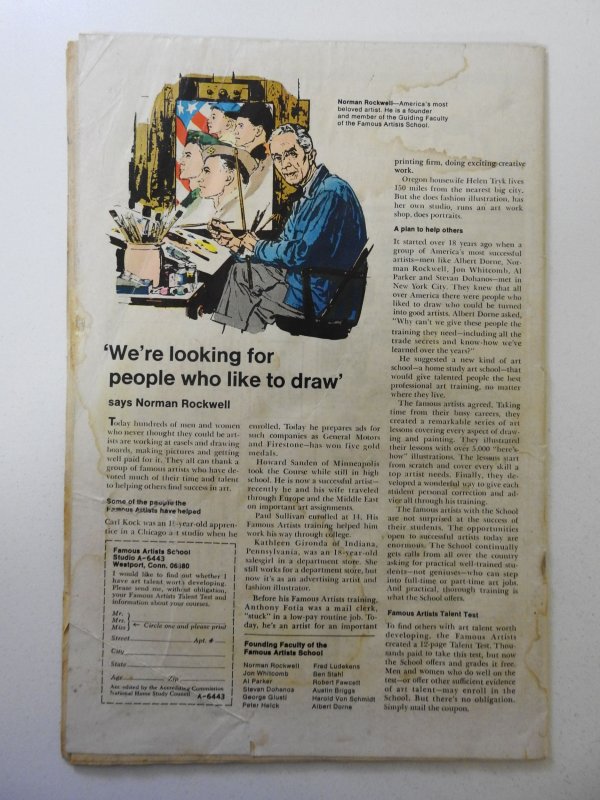 Norman Rockwell—America's most
beloved artist. He is a founder
and member of the Guiding Faculty
of the Famous Artists School.
'We're looking for
people who like to draw'
says Norman Rockwell
Today hundreds of men and women
who never thought they could be art-
ists are working at easels and drawing
boards, making pictures and getting
well paid for it. They all can thank a
group of famous artists who have de-
voted much of their time and talent
to helping others find success in art.
Some of the people the
Famous Artists have helped
Carl Kock was an 18-year-old appren-
tice in a Chicago a t studio when he
Famous Artists School
Studio A-6443
Westport, Conn. 06880
I would like to find out whether I
have art talent worth developing.
Please send me, without obligation,
your Famous Artists Talent Test and
information about your courses.
Mr.
Mrs.
Miss
← Circle one and please print
Street Apt. #
City
State
Age Zip
Accredited by the Accrediting Commission
National Home Study Council A-6443
enrolled. Today he prepares ads for
such companies as General Motors
and Firestone—has won five gold
medals.
Howard Sanden of Minneapolis
took the Course while still in high
school. He is now a successful artist—
recently he and his wife traveled
through Europe and the Middle East
on important art assignments.
Paul Sullivan enrolled at 14. His
Famous Artists training helped him
work his way through college.
Kathleen Gironda of Indiana,
Pennsylvania, was an 18-year-old
salesgirl in a department store. She
still works for a department store, but
now it's as an advertising artist and
fashion illustrator.
Before his Famous Artists training,
Anthony Fotia was a mail clerk,
"stuck" in a low-pay routine job. To-
day, he's an artist for an important
Founding Faculty of the
Famous Artists School
Norman Rockwell
Jon Whitcomb
Al Parker
Stevan Dohanos
George Giusti
Peter Helck
Fred Ludekens
Ben Stahl
Robert Fawcett
Austin Briggs
Harold Von Schmidt
Albert Dorne
printing firm, doing exciting creative
work.
Oregon housewife Helen Tryk lives
150 miles from the nearest big city.
But she does fashion illustration, has
her own studio, runs an art work
shop, does portraits.
A plan to help others
It started over 18 years ago when a
group of America's most successful
artists—men like Albert Dorne, Nor-
man Rockwell, Jon Whitcomb, Al
Parker and Stevan Dohanos—met in
New York City. They knew that all
over America there were people who
liked to draw who could be turned
into good artists. Albert Dorne asked,
"Why can't we give these people the
training they need—including all the
trade secrets and know-how we've
learned over the years?"
He suggested a new kind of art
school—a home study art school—that
would give talented people the best
professional art training, no matter
where they live.
The famous artists agreed. Taking
time from their busy careers, they
created a remarkable series of art
lessons covering every aspect of draw-
ing and painting. They illustrated
their lessons with over 5,000 "here's-
how" illustrations. The lessons start
from scratch and cover every skill a
top artist needs. Finally, they de-
veloped a wonderful way to give each
student personal correction and ad-
vice all through his training.
The famous artists with the School
are not surprised at the success of
their students. The opportunities
open to successful artists today are
enormous. The School continually
gets calls from all over the country
asking for practical well-trained stu-
dents—not geniuses—who can step
into full-time or part-time art jobs.
And practical, thorough training is
what the School offers.
Famous Artists Talent Test
To find others with art talent worth
developing, the Famous Artists
created a 12-page Talent Test. Thou-
sands paid to take this test, but now
the School offers and grades it free.
Men and women who do well on the
test—or offer other sufficient evidence
of art talent—may enroll in the
School. But there's no obligation.
Simply mail the coupon.